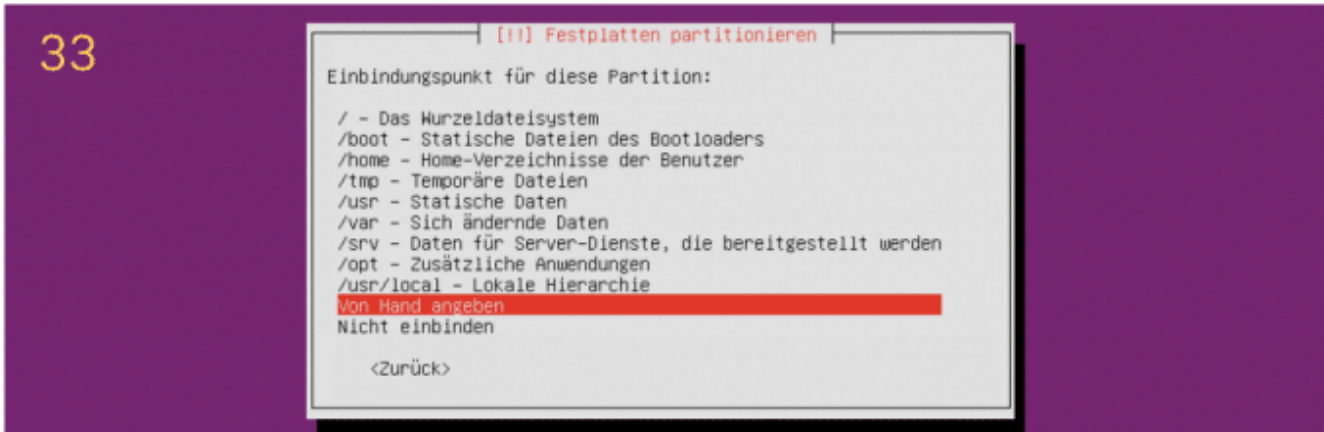 33
[!!] Festplatten partitionieren
Einbindungspunkt für diese Partition:
/ – Das Wurzeldateisystem
/boot – Statische Dateien des Bootloaders
/home – Home-Verzeichnisse der Benutzer
/tmp – Temporäre Dateien
/usr – Statische Daten
/var – Sich ändernde Daten
/srv – Daten für Server-Dienste, die bereitgestellt werden
/opt – Zusätzliche Anwendungen
/usr/local – Lokale Hierarchie
Von Hand angeben
Nicht einbinden
<Zurück>